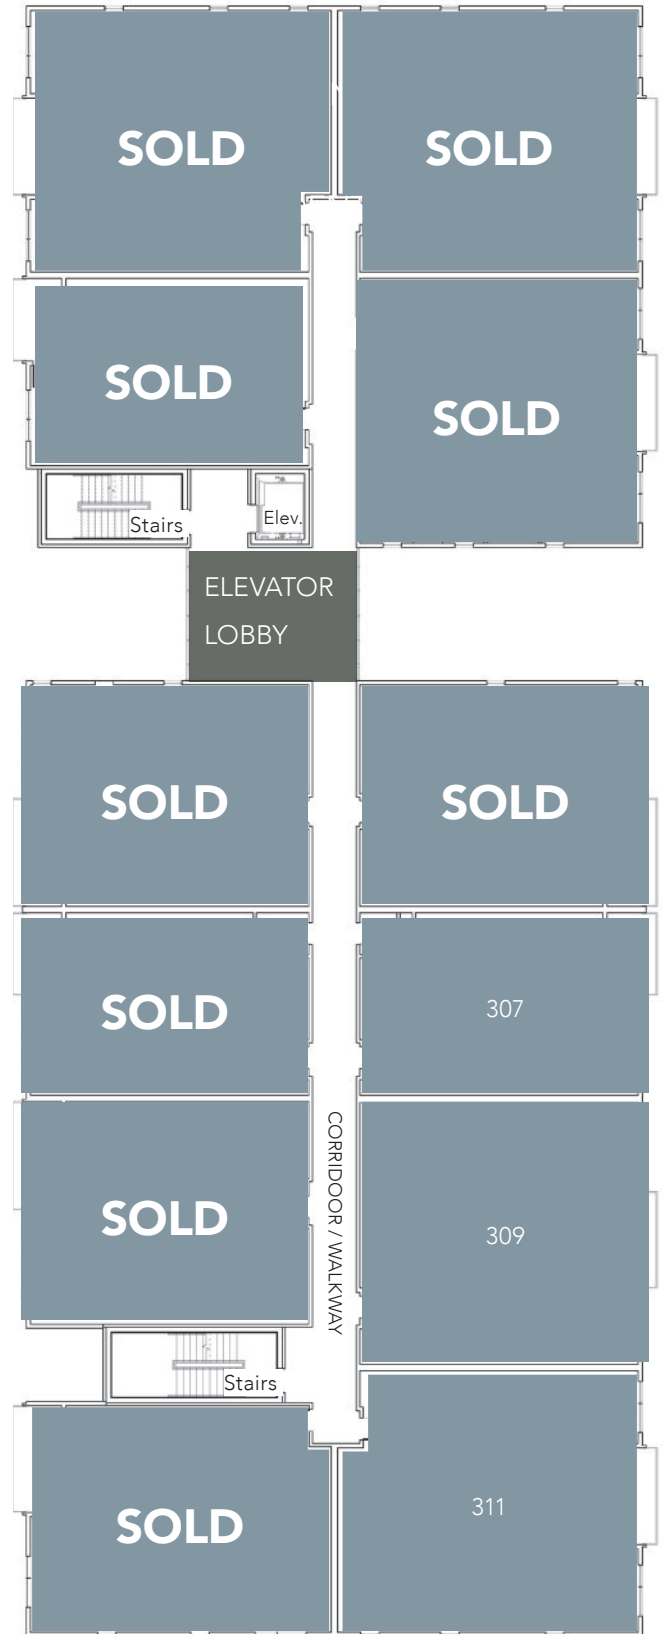 SOLD
SOLD
SOLD
SOLD
Stairs
Elev.
ELEVATOR
LOBBY
SOLD
SOLD
SOLD
307
CORRIDOOR / WALKWAY
SOLD
309
Stairs
SOLD
311